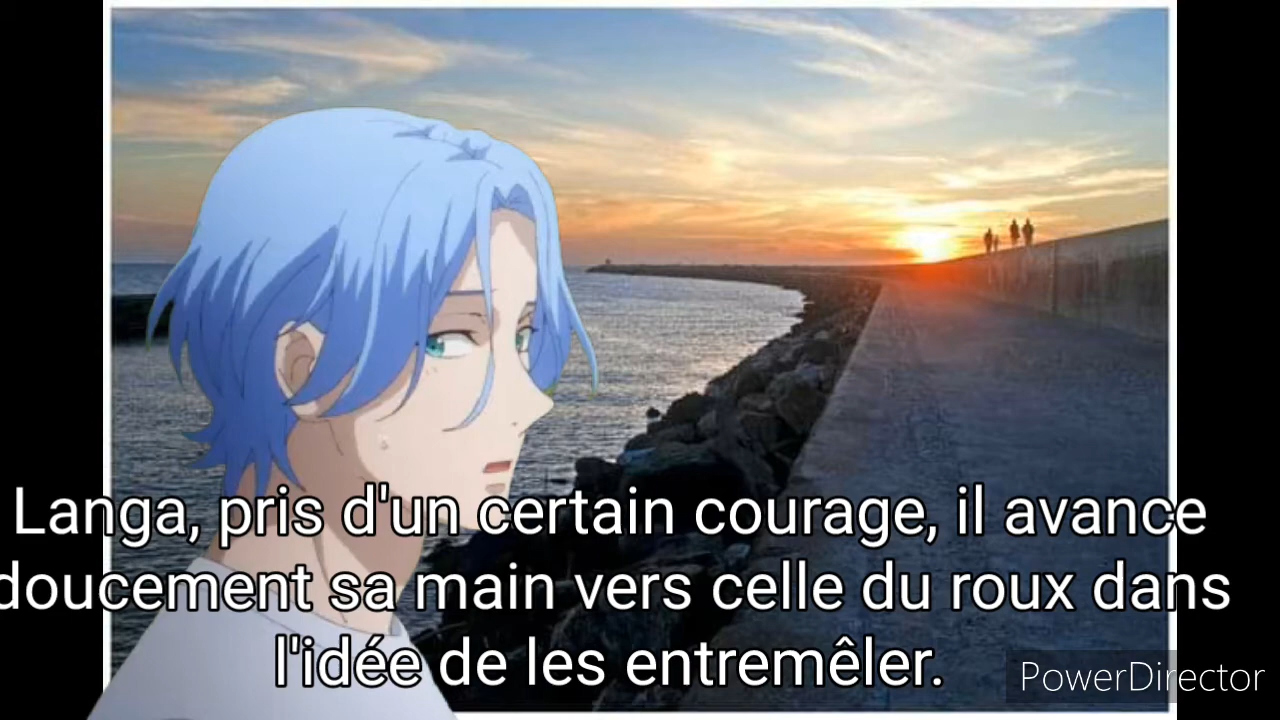 Langa, pris d'un certain courage, il avance
doucement sa main vers celle du roux dans
l'idée de les entremêler.
PowerDirector